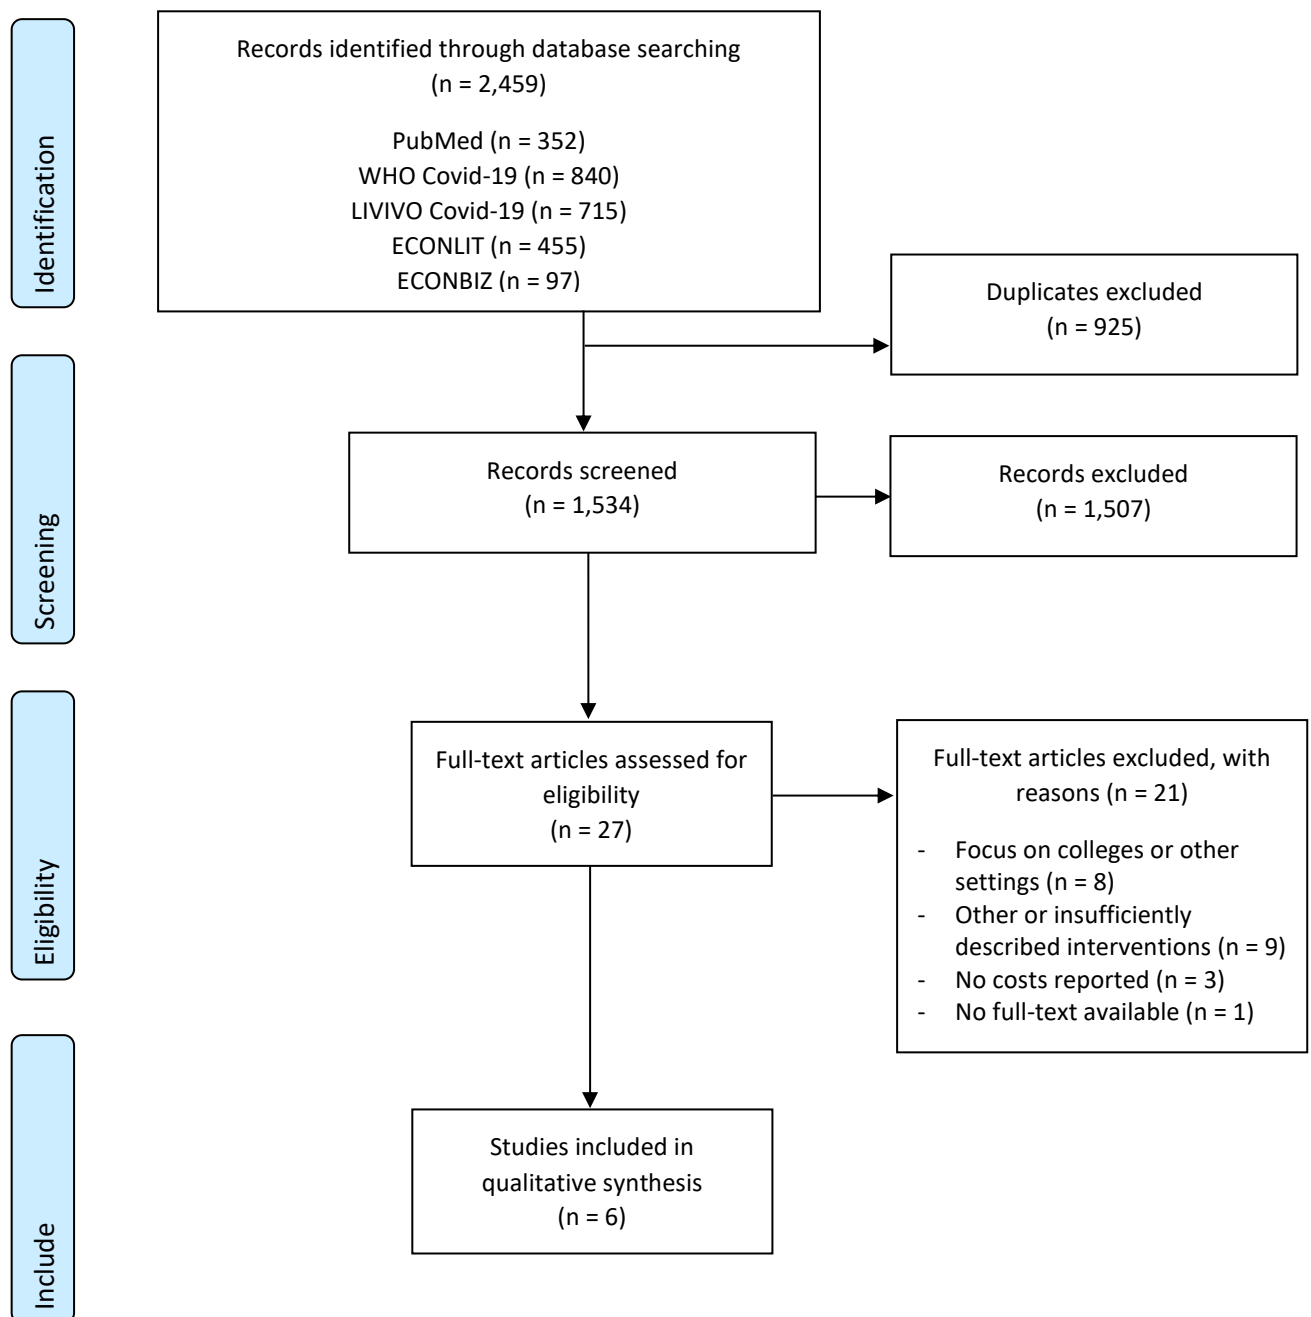 Identification
Records identified through database searching
(n = 2,459)
PubMed (n = 352)
WHO Covid-19 (n = 840)
LIVIVO Covid-19 (n = 715)
ECONLIT (n = 455)
ECONBIZ (n = 97)
Duplicates excluded
(n = 925)
Screening
Records screened
(n = 1,534)
Records excluded
(n = 1,507)
Eligibility
Full-text articles assessed for
eligibility
(n = 27)
Full-text articles excluded, with
reasons (n = 21)
- Focus on colleges or other
settings (n = 8)
- Other or insufficiently
described interventions (n = 9)
- No costs reported (n = 3)
- No full-text available (n = 1)
Include
Studies included in
qualitative synthesis
(n = 6)